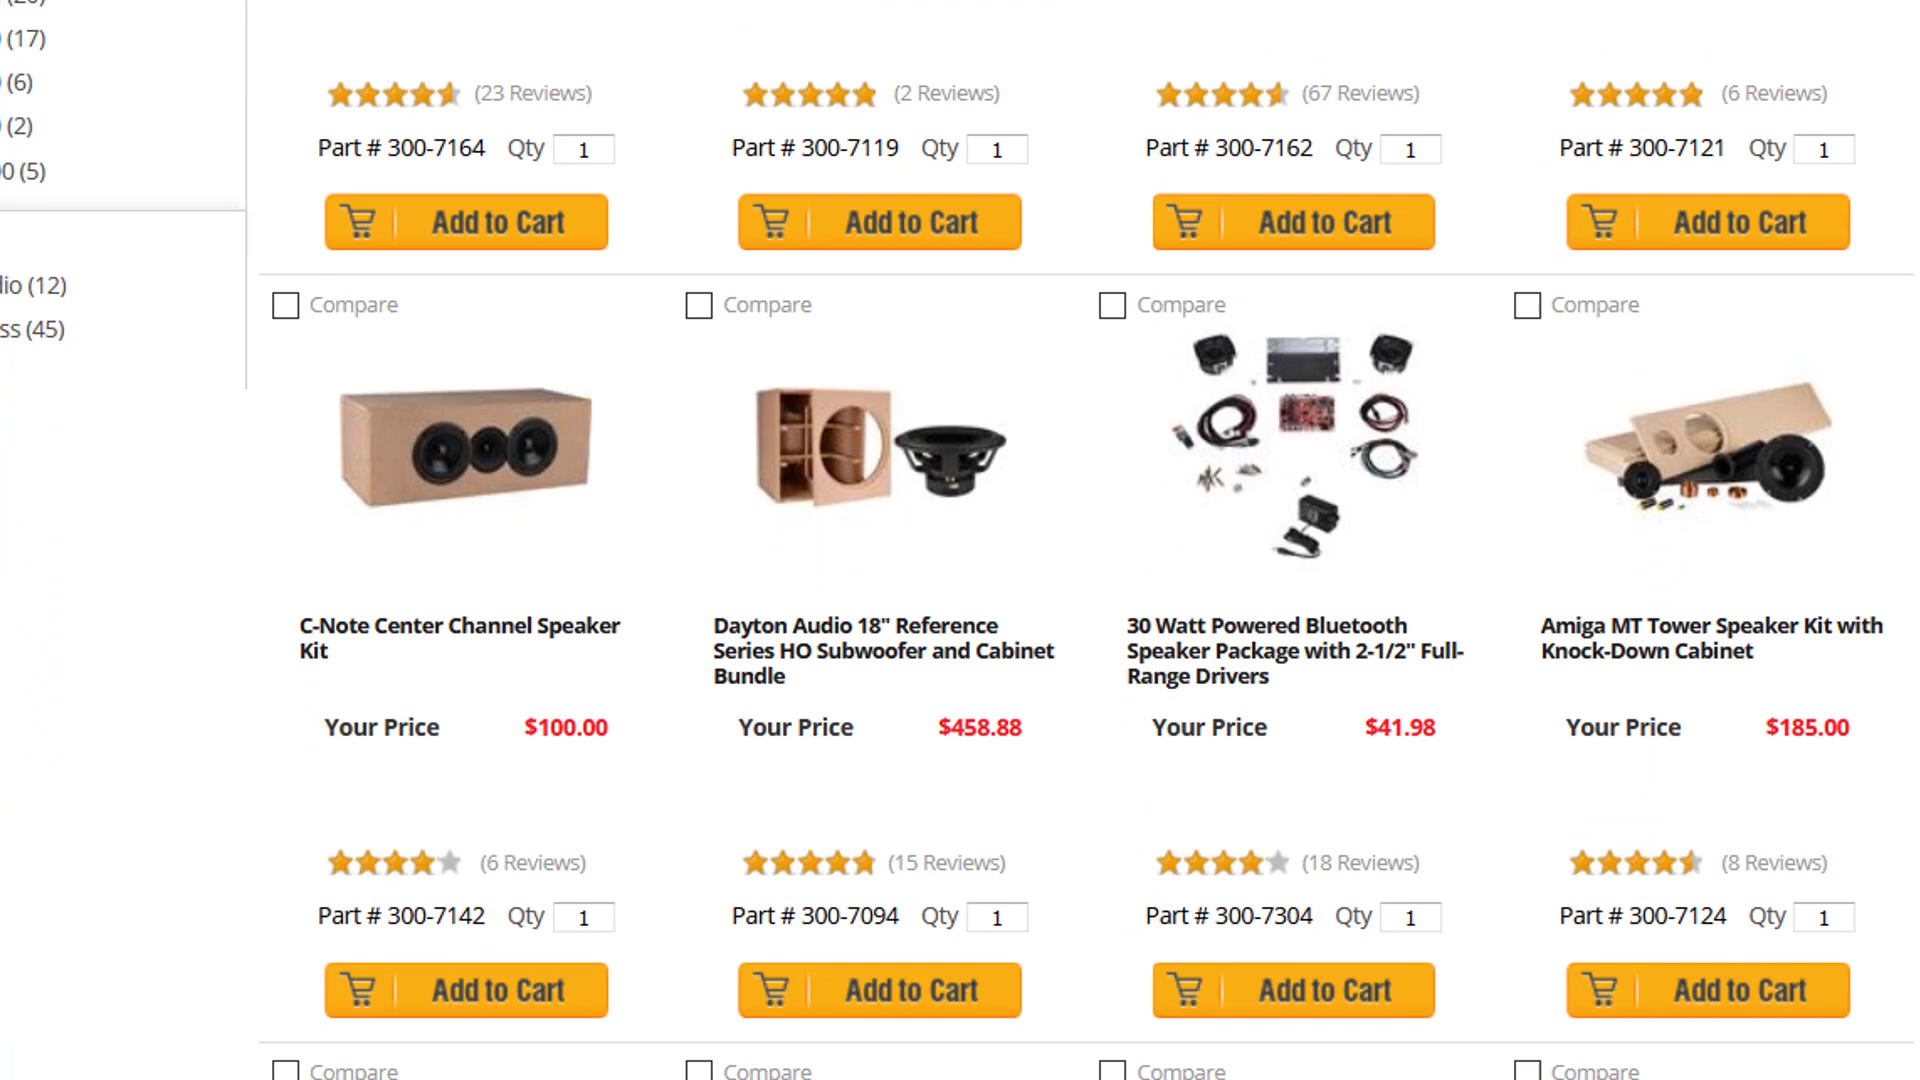 (17)
(6)
(2)
(5)
(12)
(45)
(23 Reviews)
(2 Reviews)
(67 Reviews)
(6 Reviews)
Part # 300-7164 Qty 1
Part # 300-7119 Qty 1
Part # 300-7162 Qty 1
Part # 300-7121 Qty 1
Add to Cart
Add to Cart
Add to Cart
Add to Cart
Compare
Compare
Compare
Compare
C-Note Center Channel Speaker
Kit
Your Price $100.00
(6 Reviews)
Part # 300-7142 Qty 1
Add to Cart
Dayton Audio 18" Reference
Series HO Subwoofer and Cabinet
Bundle
Your Price $458.88
(15 Reviews)
Part # 300-7094 Qty 1
Add to Cart
30 Watt Powered Bluetooth
Speaker Package with 2-1/2" Full-
Range Drivers
Your Price $41.98
(18 Reviews)
Part # 300-7304 Qty 1
Add to Cart
Amiga MT Tower Speaker Kit with
Knock-Down Cabinet
Your Price $185.00
(8 Reviews)
Part # 300-7124 Qty 1
Add to Cart
Compare
Compare
Compare
Compare